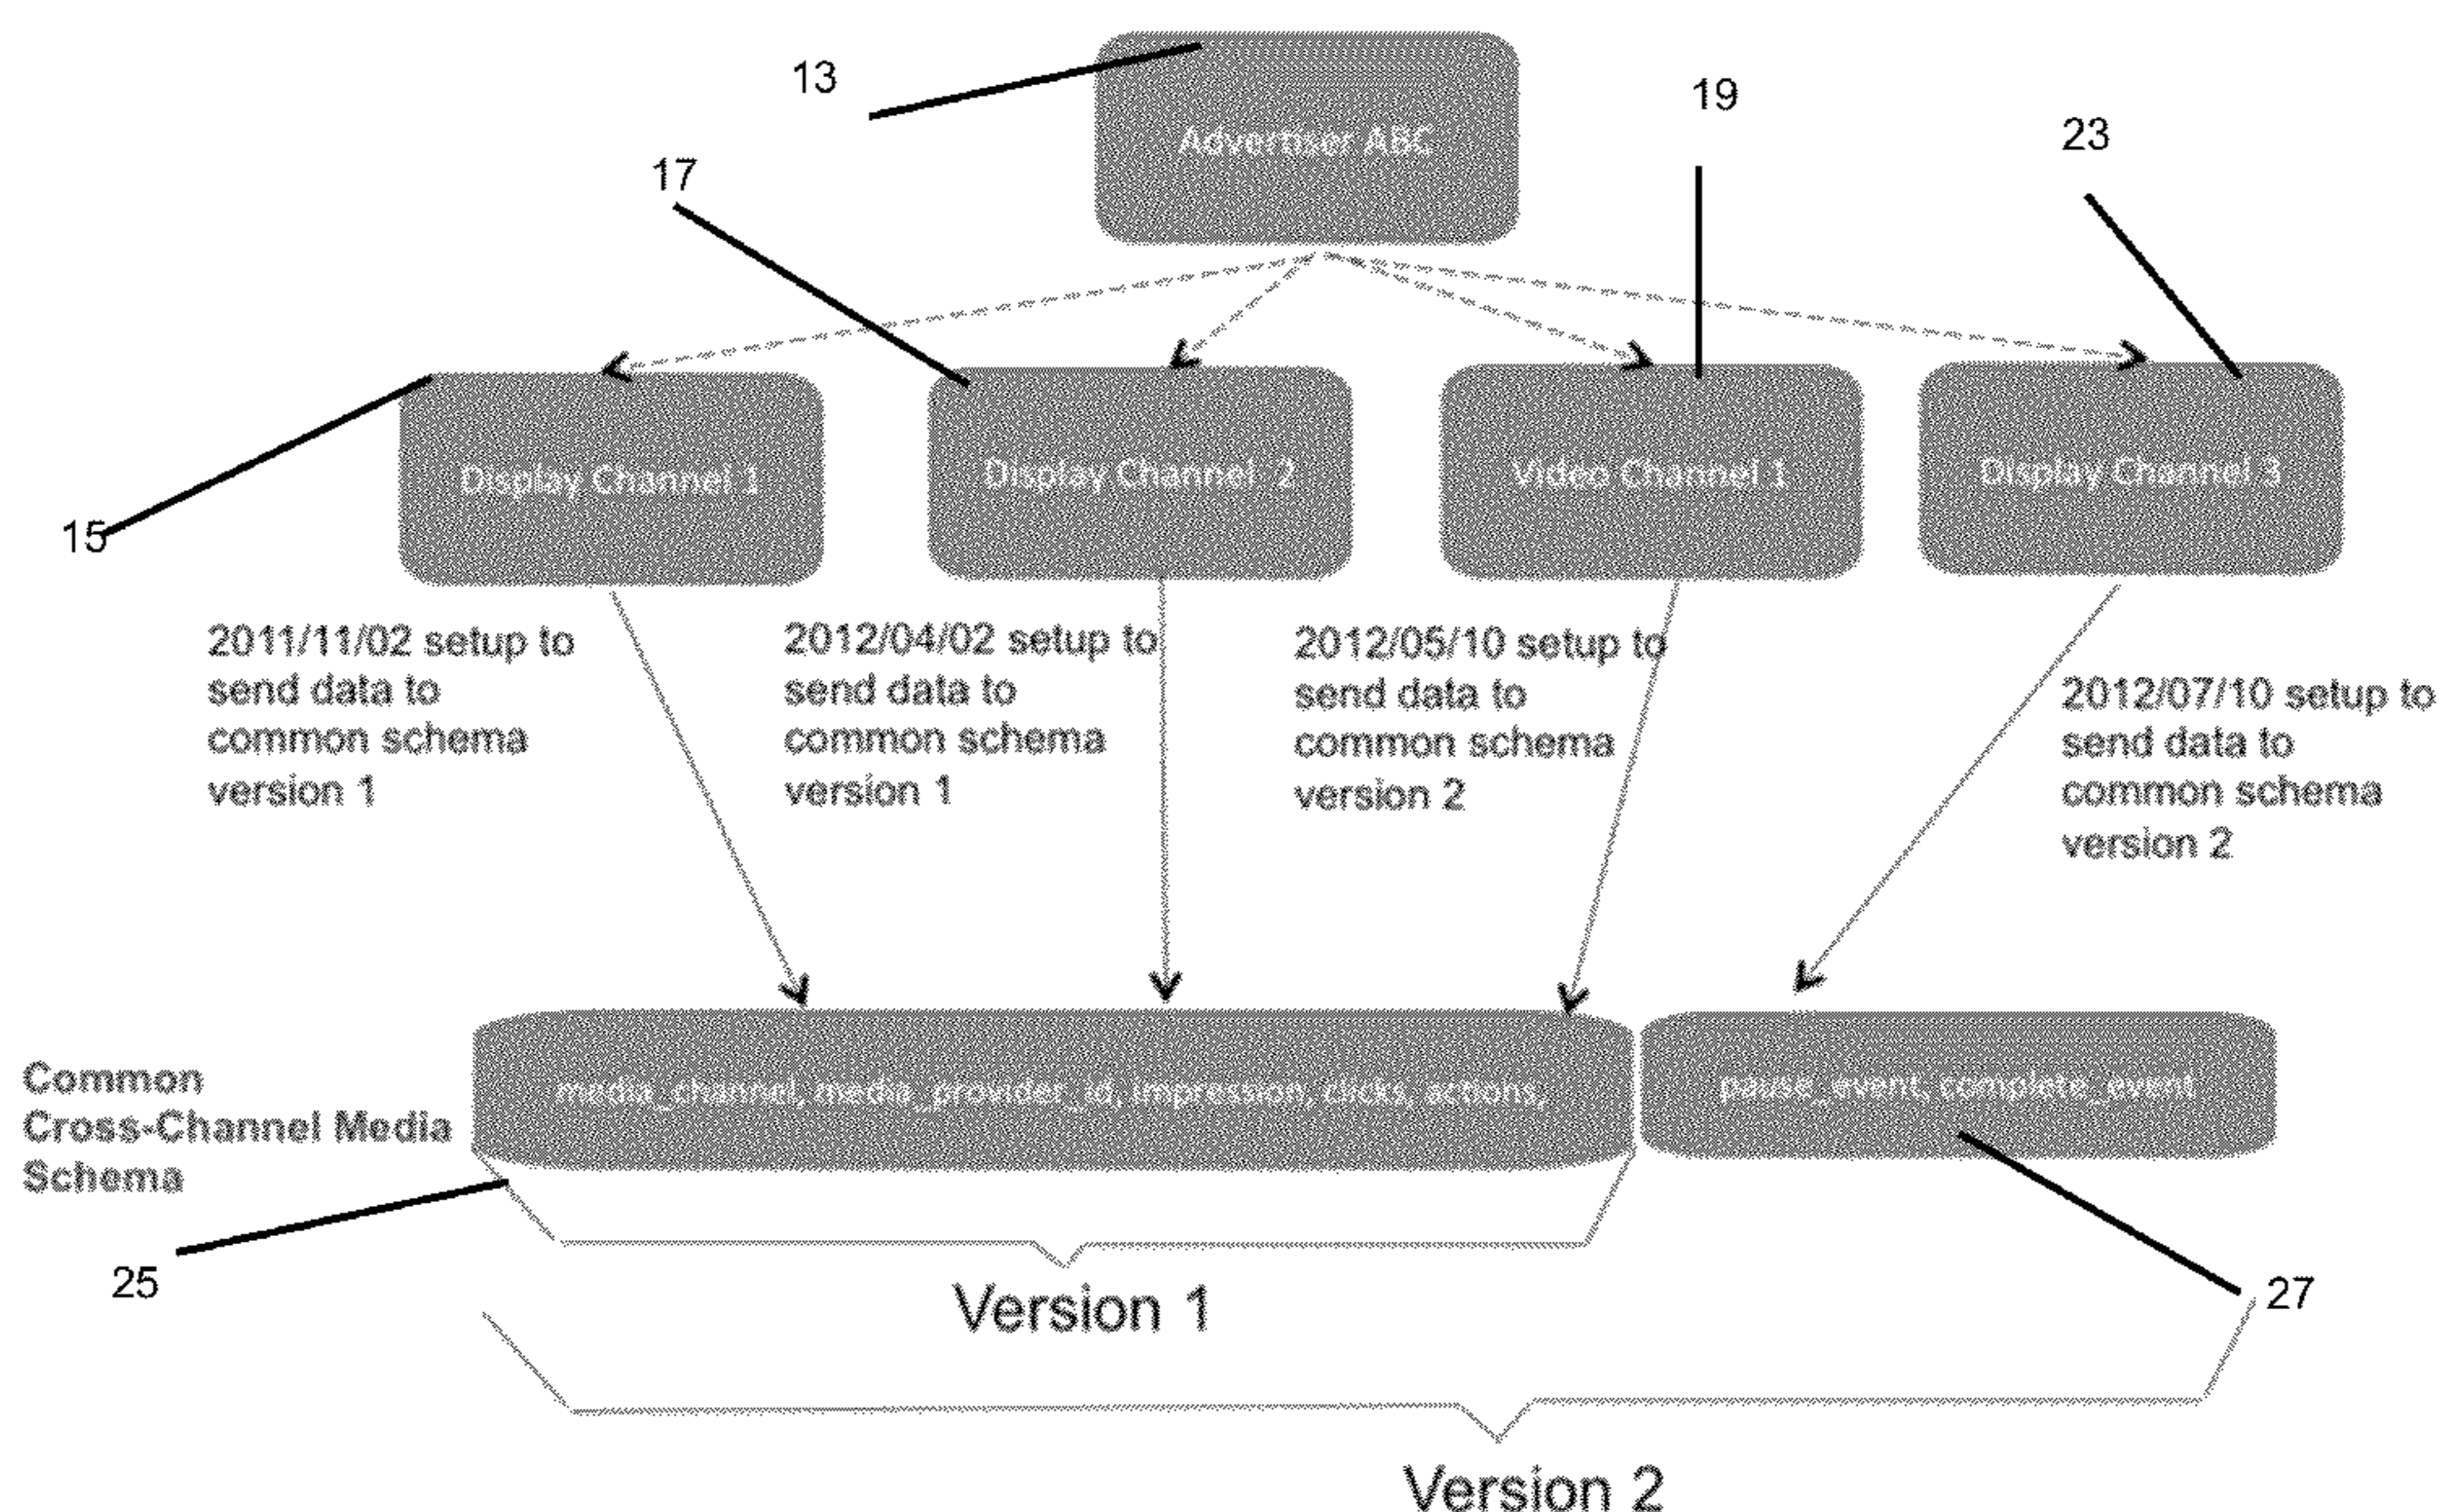 13
Advertiser ABC
19
23
17
Display Channel 1
Display Channel 2
Video Channel 1
Display Channel 3
15
2011/11/02 setup to
send data to
common schema
version 1
2012/04/02 setup to
send data to
common schema
version 1
2012/05/10 setup to
send data to
common schema
version 2
2012/07/10 setup to
send data to
common schema
version 2
Common
Cross-Channel Media
Schema
media_channel, media_provider_id, impression, clicks, actions,
pause_event, complete_event
25
Version 1
27
Version 2